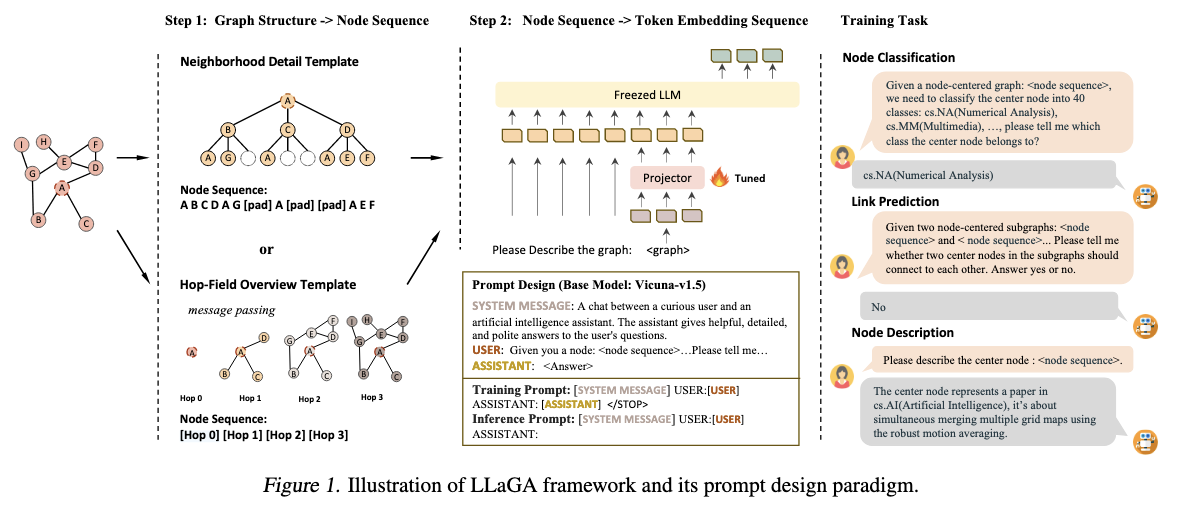 Step 1: Graph Structure -> Node Sequence
Neighborhood Detail Template
A
B C D
A G A A E F
Node Sequence:
A B C D A G [pad] A [pad] [pad] A E F
or
Hop-Field Overview Template
message passing
A
A D B C
G E F D A B C
I H G E F D A B C
Hop 0 Hop 1 Hop 2 Hop 3
Node Sequence:
[Hop 0] [Hop 1] [Hop 2] [Hop 3]
I H F
G E D
A
B C
Step 2: Node Sequence -> Token Embedding Sequence
Freezed LLM
Projector
Tuned
Please Describe the graph: <graph>
Prompt Design (Base Model: Vicuna-v1.5)
SYSTEM MESSAGE: A chat between a curious user and an
artificial intelligence assistant. The assistant gives helpful, detailed,
and polite answers to the user's questions.
USER: Given you a node: <node sequence>…Please tell me…
ASSISTANT: <Answer>
Training Prompt: [SYSTEM MESSAGE] USER:[USER]
ASSISTANT: [ASSISTANT] </STOP>
Inference Prompt: [SYSTEM MESSAGE] USER:[USER]
ASSISTANT:
Training Task
Node Classification
Given a node-centered graph: <node sequence>,
we need to classify the center node into 40
classes: cs.NA(Numerical Analysis),
cs.MM(Multimedia), …, please tell me which
class the center node belongs to?
cs.NA(Numerical Analysis)
Link Prediction
Given two node-centered subgraphs: <node
sequence> and < node sequence>... Please tell me
whether two center nodes in the subgraphs should
connect to each other. Answer yes or no.
No
Node Description
Please describe the center node : <node sequence>.
The center node represents a paper in
cs.AI(Artificial Intelligence), it's about
simultaneous merging multiple grid maps using
the robust motion averaging.
Figure 1. Illustration of LLaGA framework and its prompt design paradigm.